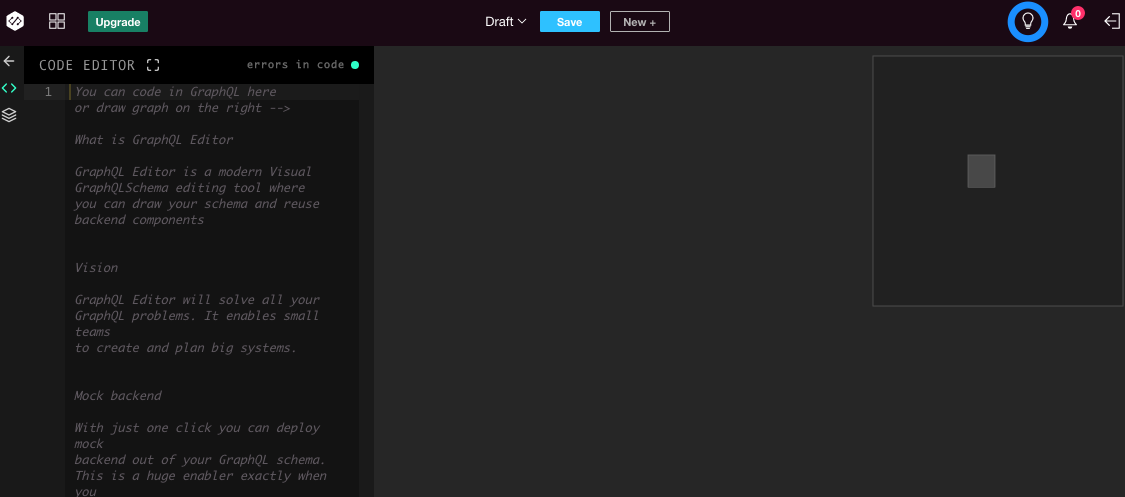 Upgrade
Draft
Save
New +
0
CODE EDITOR
errors in code
1
You can code in GraphQL here
or draw graph on the right -->
What is GraphQL Editor
GraphQL Editor is a modern Visual
GraphQLSchema editing tool where
you can draw your schema and reuse
backend components
Vision
GraphQL Editor will solve all your
GraphQL problems. It enables small
teams
to create and plan big systems.
Mock backend
With just one click you can deploy
mock
backend out of your GraphQL schema.
This is a huge enabler exactly when
you